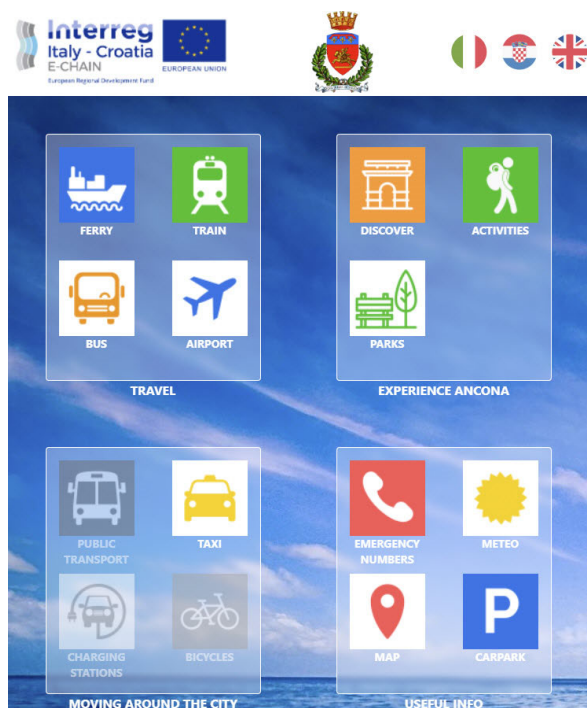 Interreg
Italy - Croatia
E-CHAIN
European Regional Development Fund
EUROPEAN UNION
FERRY
TRAIN
BUS
AIRPORT
TRAVEL
DISCOVER
ACTIVITIES
PARKS
EXPERIENCE ANCONA
PUBLIC
TRANSPORT
TAXI
CHARGING
STATIONS
BICYCLES
MOVING AROUND THE CITY
EMERGENCY
NUMBERS
METEO
MAP
P
CARPARK
USEFUL INFO